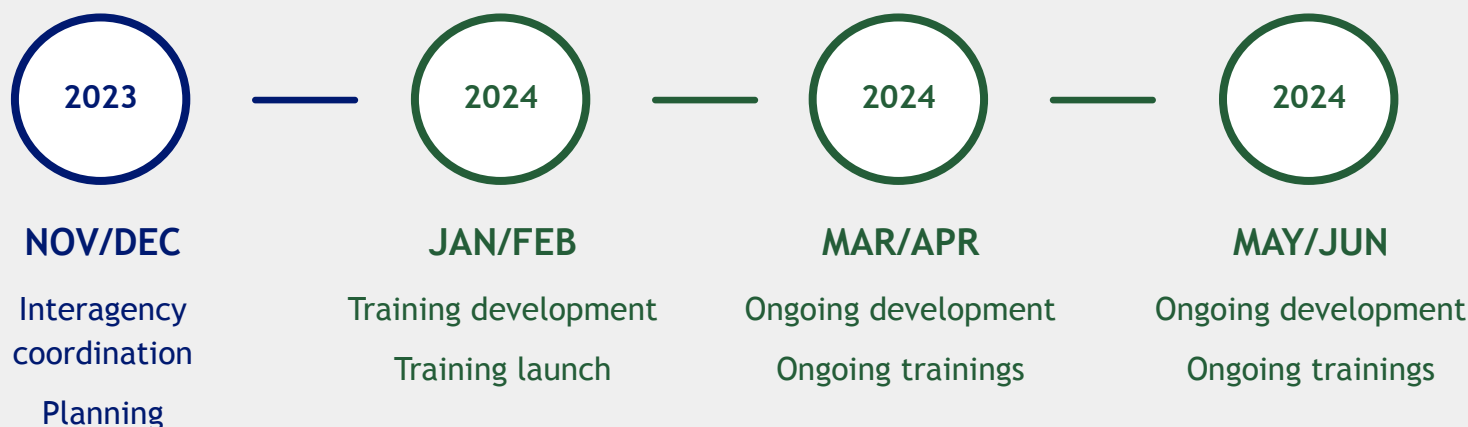 2023
NOV/DEC
Interagency
coordination
Planning
2024
JAN/FEB
Training development
Training launch
2024
MAR/APR
Ongoing development
Ongoing trainings
2024
MAY/JUN
Ongoing development
Ongoing trainings